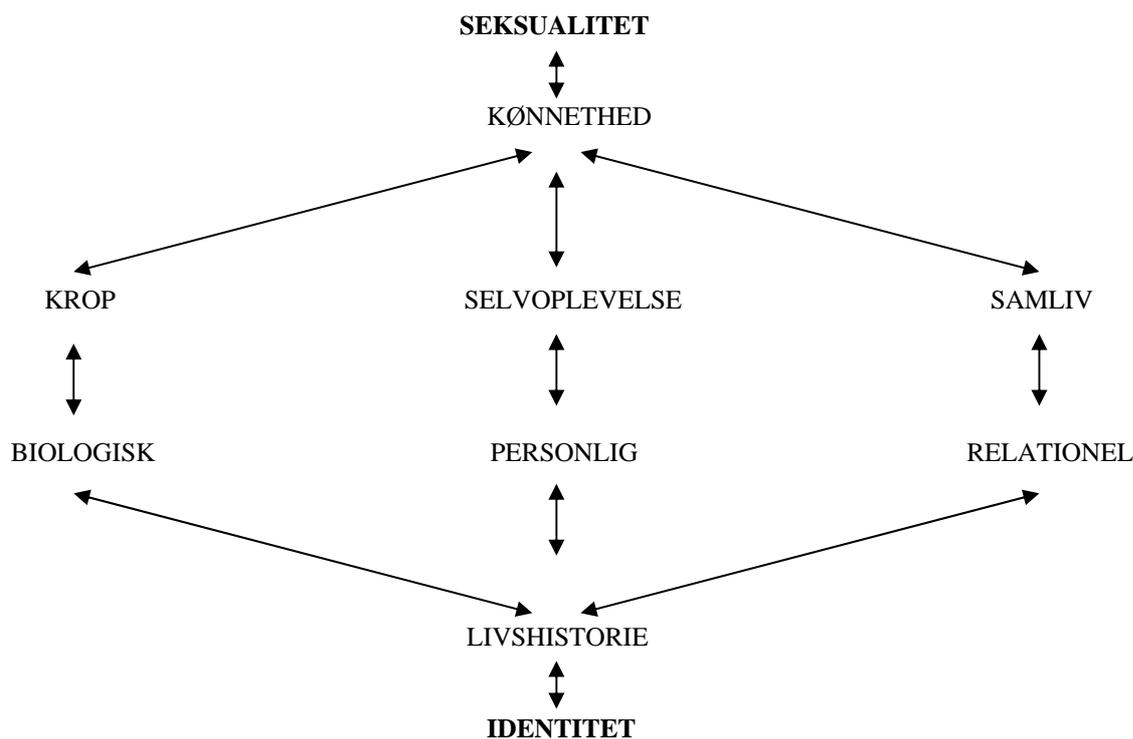 SEKSUALITET
KØNNETHED
KROP SELVOPLEVELSE SAMLIV
BIOLOGISK PERSONLIG RELATIONEL
LIVSHISTORIE
IDENTITET